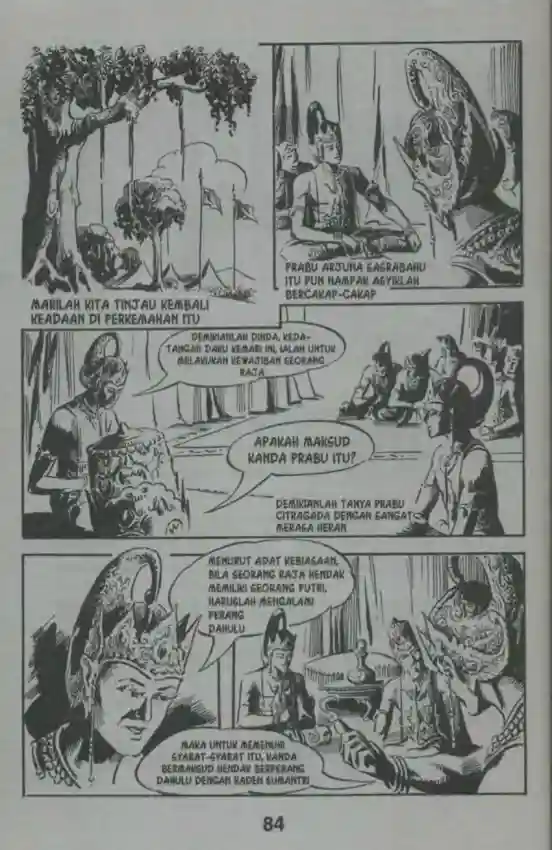 MARILAH KITA TINJAU KEMBALI
KEADAAN DI PERKEMAHAN ITU
PRABU ARJUNA SASRABAHU
ITU PUN NAMPAK ASYIKLAH
BERCAKAP-CAKAP
DEMIKIANLAH DINDA, KEDA-
TANGAN DAKU KEMARI INI, IALAH UNTUK
MELAKUKAN KEWAJIBAN SEORANG
RAJA
APAKAH MAKSUD
KANDA PRABU ITU?
DEMIKIANLAH TANYA PRABU
CITRAGADA DENGAN SANGAT
MERASA HERAN
MENURUT ADAT KEBIASAAN,
BILA SEORANG RAJA HENDAK
MEMILIKI SEORANG PUTRI,
HARUSLAH MENGALAMI
PERANG
DAHULU
MAKA UNTUK MEMENUHI
SYARAT-SYARAT ITU, KANDA
BERMAKSUD HENDAK BERPERANG
DAHULU DENGAN RADEN SUMANTRI
84